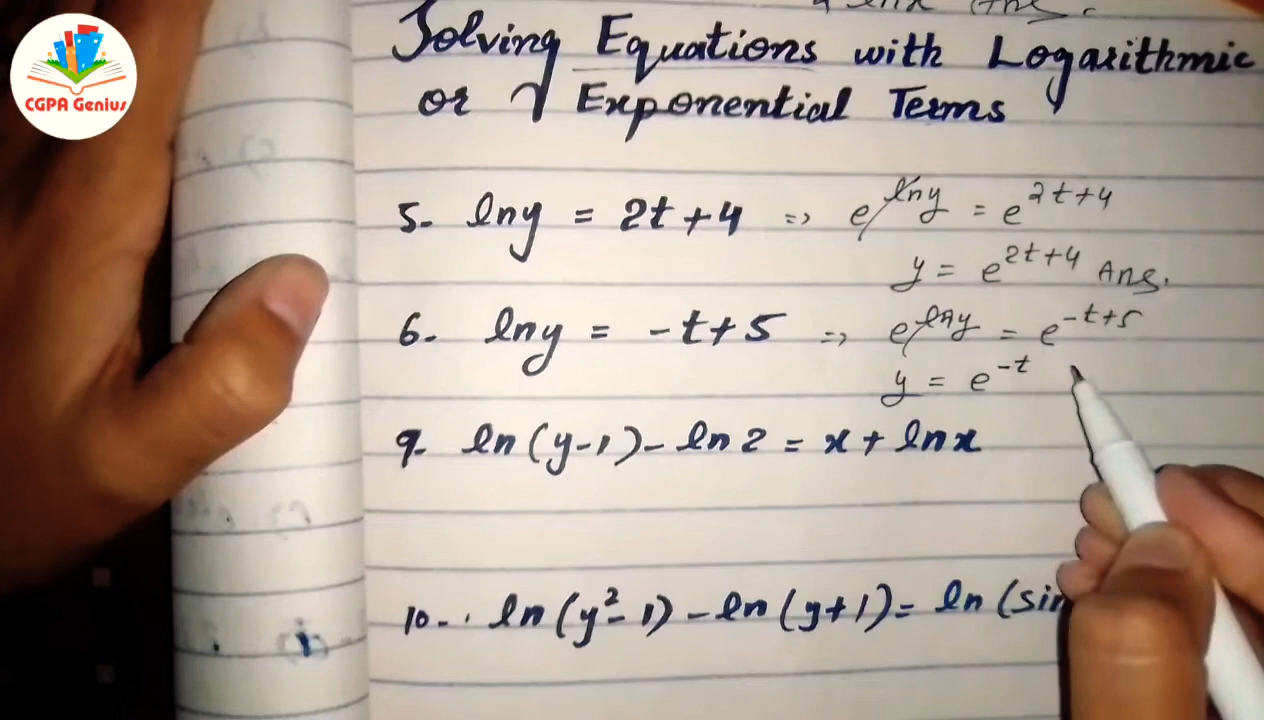 CGPA Genius
Solving Equations with Logarithmic
or Exponential Terms
5- lny = 2t+4 => e^lny = e^2t+4
y = e^2t+4 Ans.
6- lny = -t+5 => e^lny = e^-t+5
y = e^-t
9- ln(y-1)-ln2 = x+lnx
10-. ln(y²-1)-ln(y+1)= ln(sin